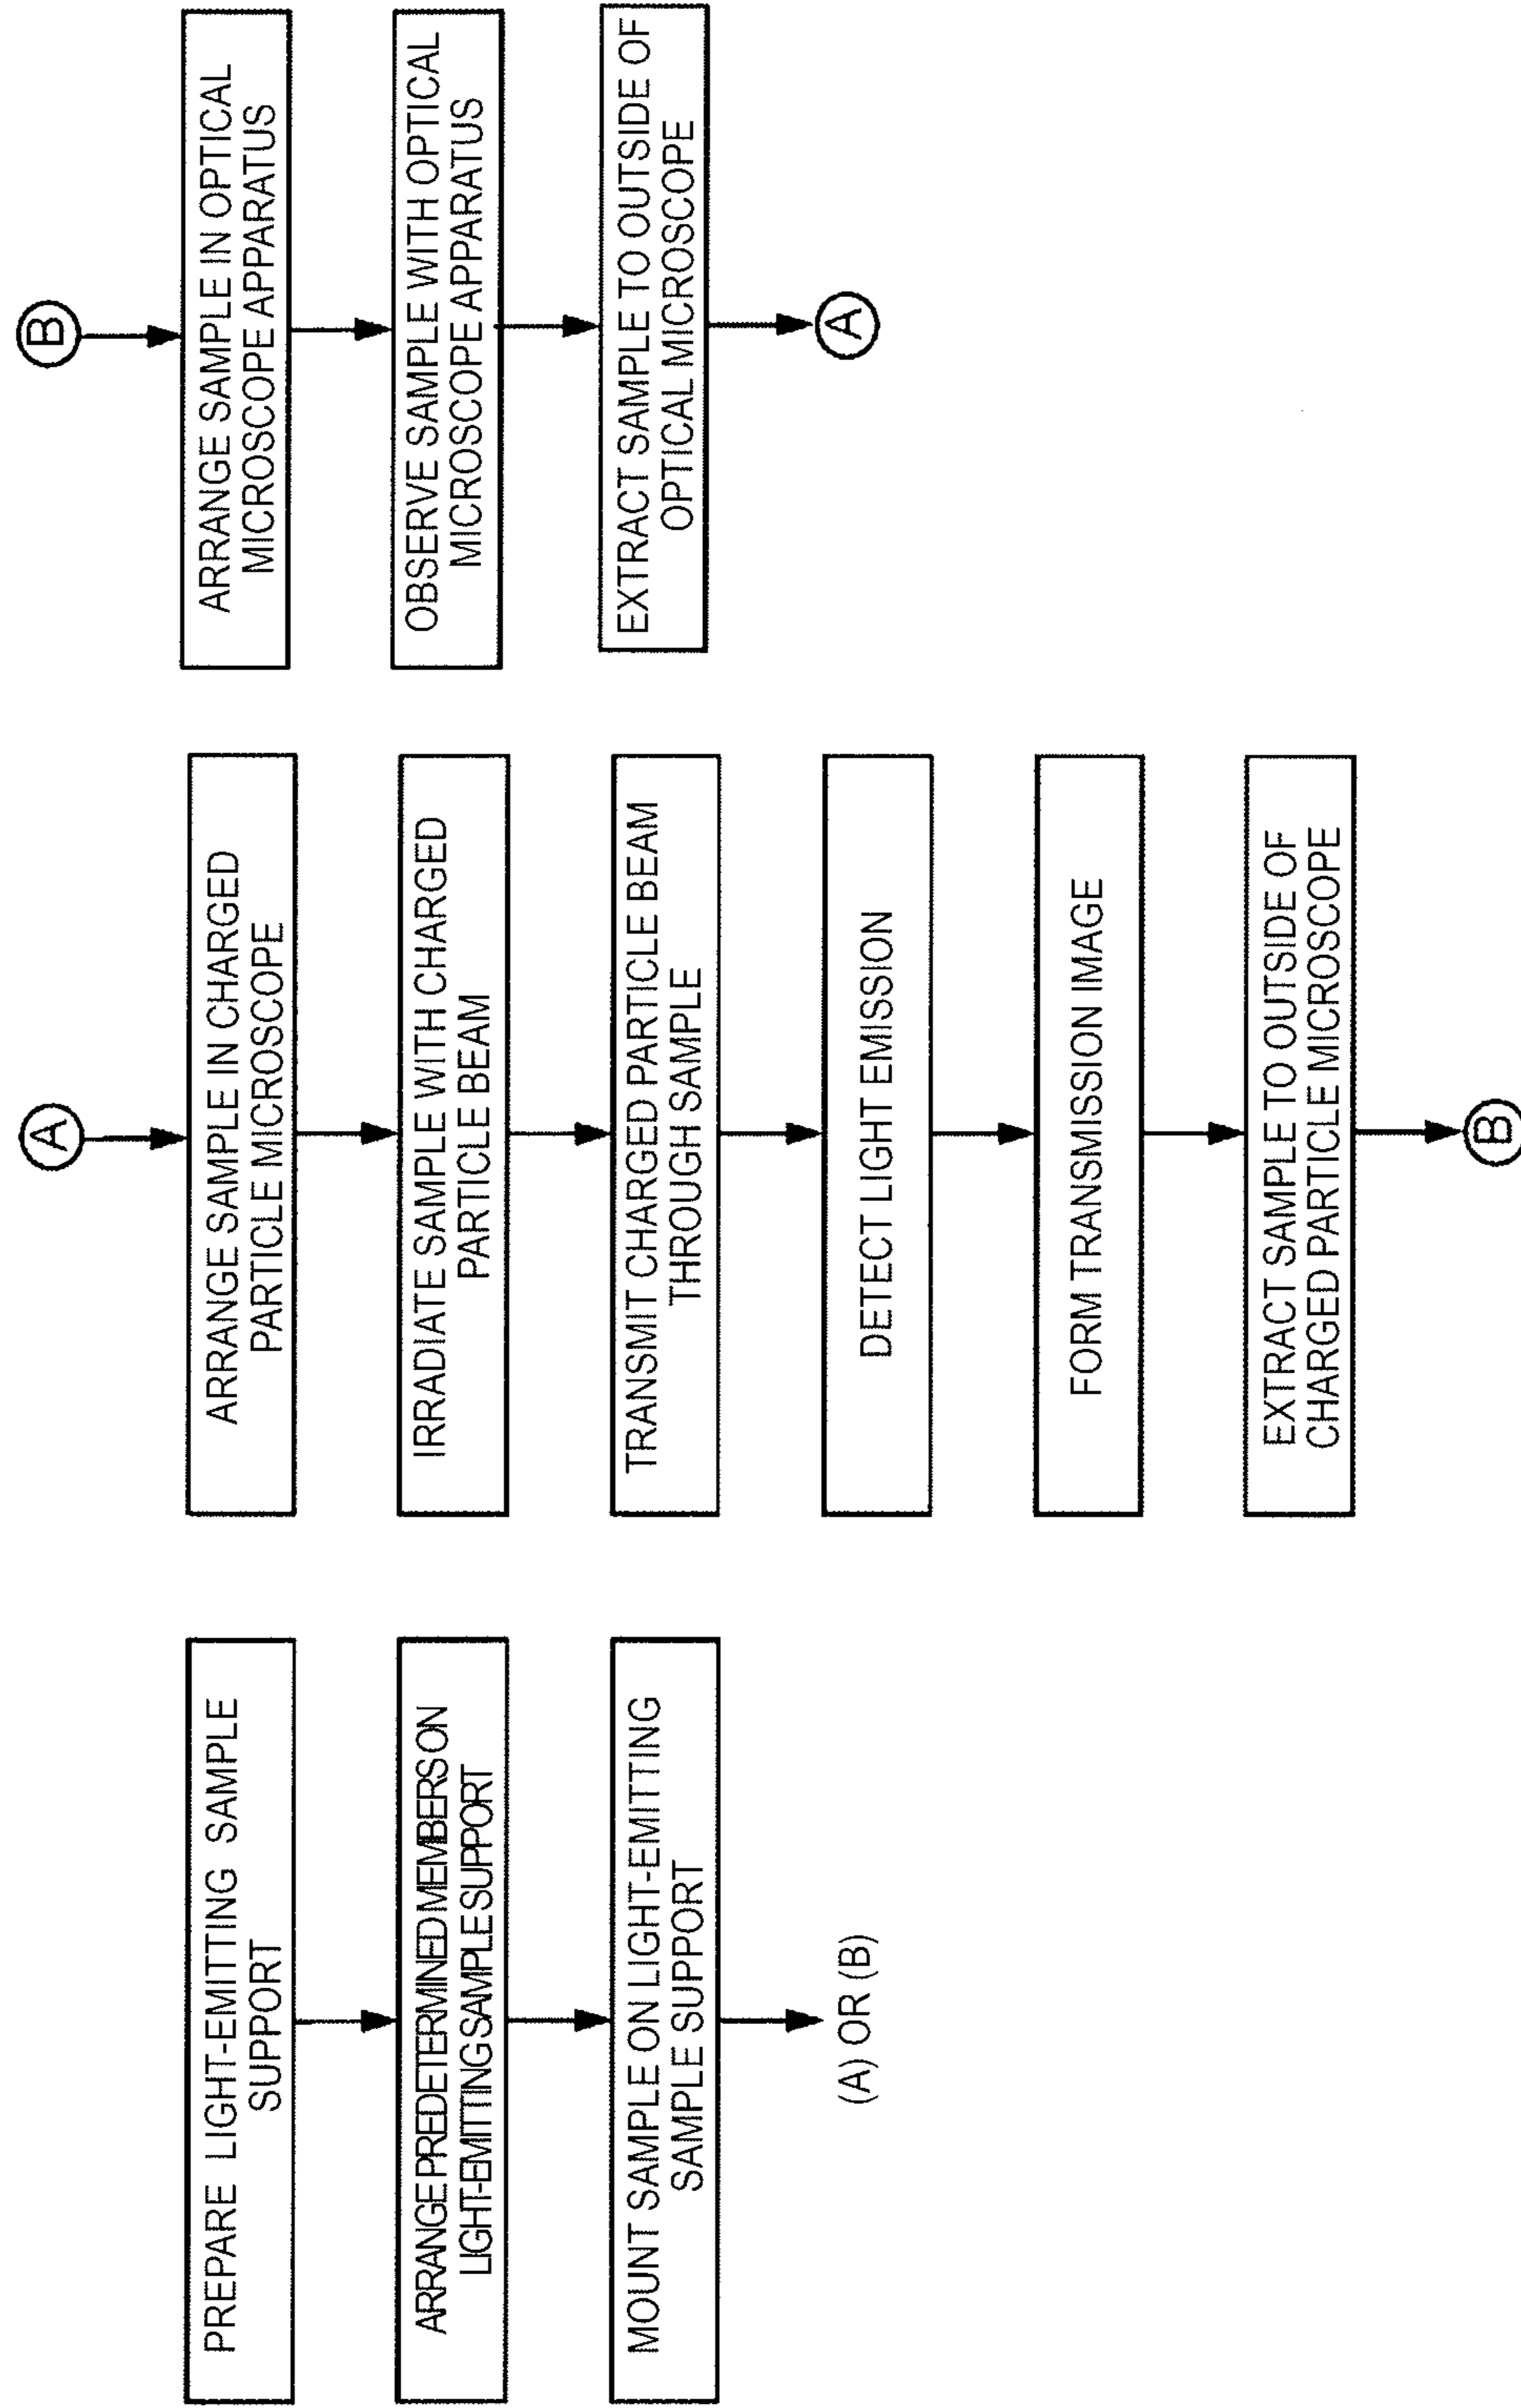 PREPARE LIGHT-EMITTING SAMPLE
SUPPORT
ARRANGE PREDETERMINED MEMBERS ON
LIGHT-EMITTING SAMPLE SUPPORT
MOUNT SAMPLE ON LIGHT-EMITTING
SAMPLE SUPPORT
(A) OR (B)
A
ARRANGE SAMPLE IN CHARGED
PARTICLE MICROSCOPE
IRRADIATE SAMPLE WITH CHARGED
PARTICLE BEAM
TRANSMIT CHARGED PARTICLE BEAM
THROUGH SAMPLE
DETECT LIGHT EMISSION
FORM TRANSMISSION IMAGE
EXTRACT SAMPLE TO OUTSIDE OF
CHARGED PARTICLE MICROSCOPE
B
B
ARRANGE SAMPLE IN OPTICAL
MICROSCOPE APPARATUS
OBSERVE SAMPLE WITH OPTICAL
MICROSCOPE APPARATUS
EXTRACT SAMPLE TO OUTSIDE OF
OPTICAL MICROSCOPE
A